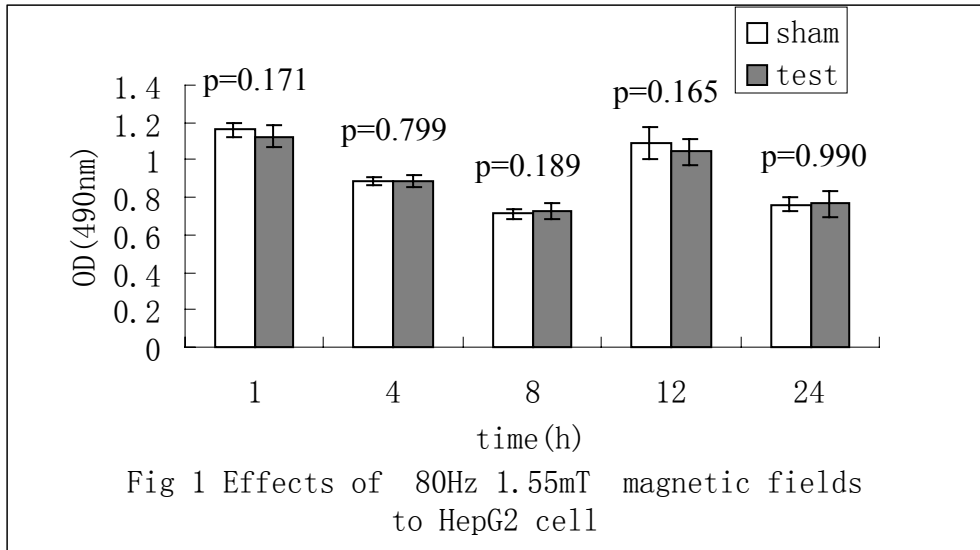 sham
test
p=0.171
p=0.799
p=0.189
p=0.165
p=0.990
OD(490nm)
1.4
1.2
1
0.8
0.6
0.4
0.2
0
1 4 8 12 24
time(h)
Fig 1 Effects of 80Hz 1.55mT magnetic fields
to HepG2 cell